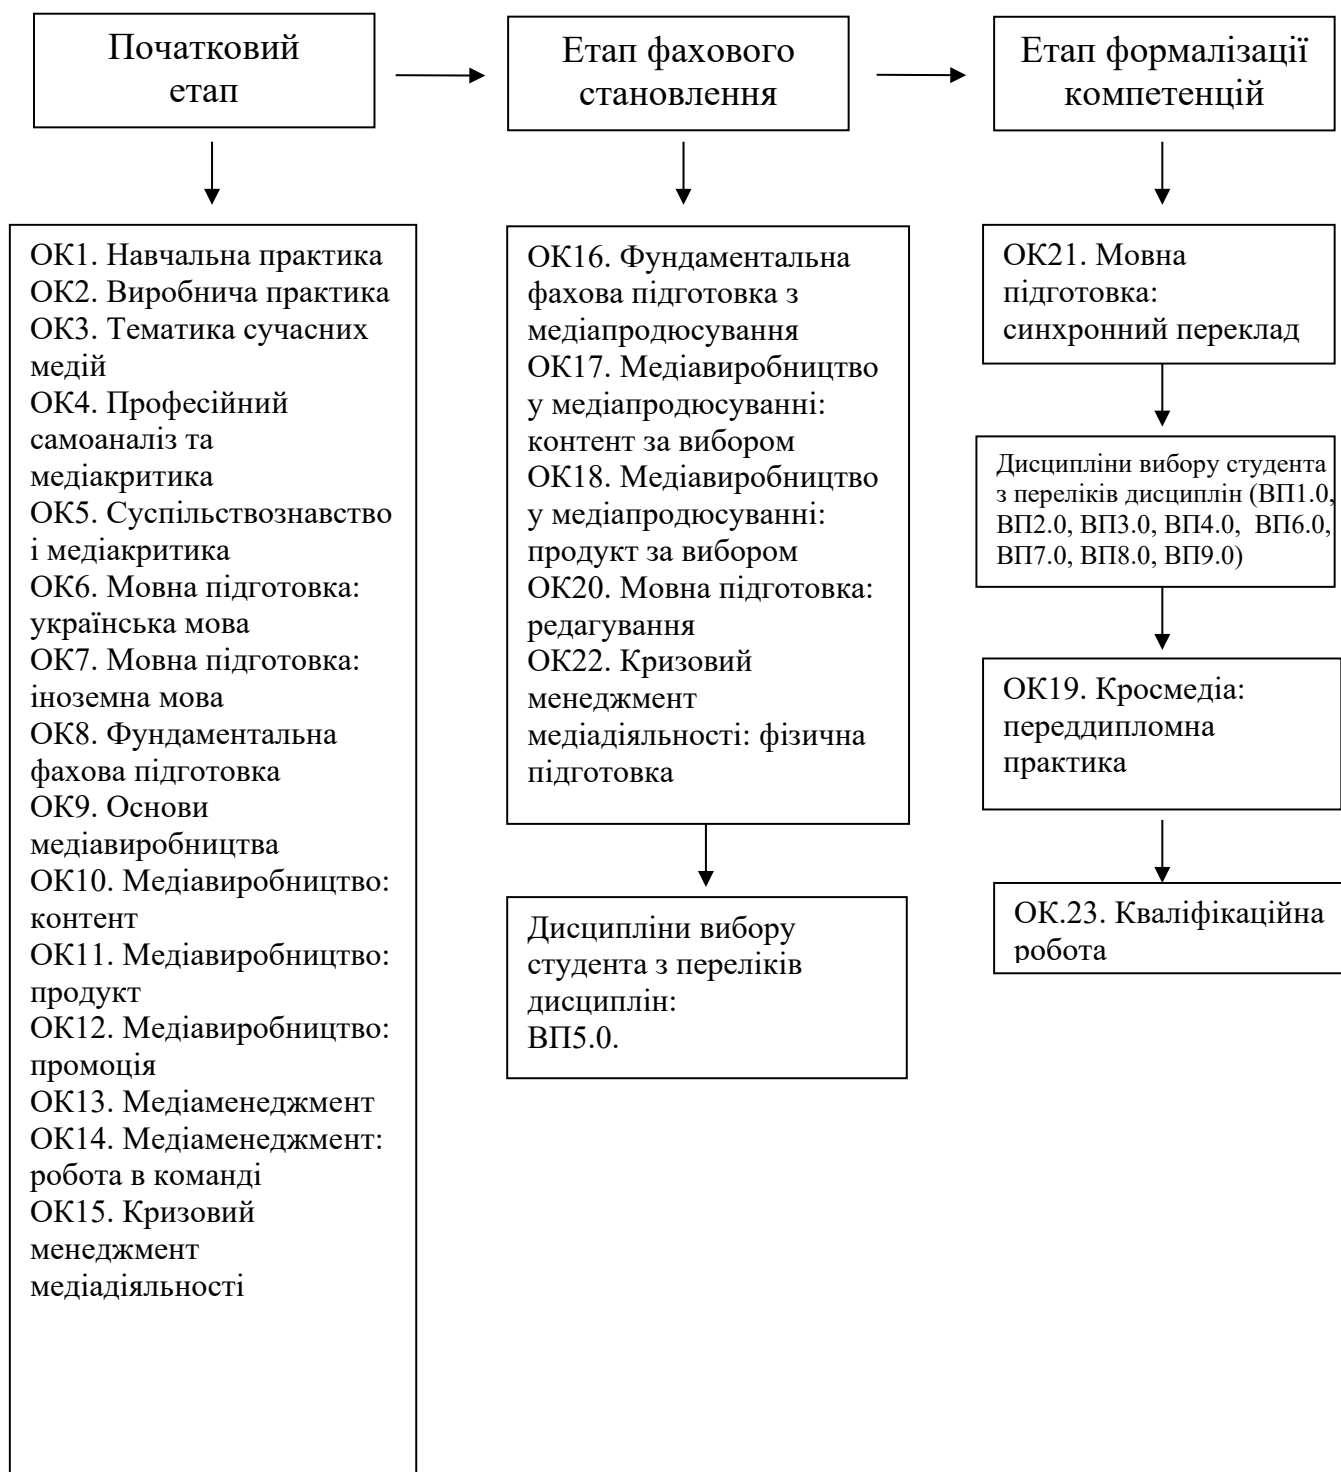 Початковий
етап
Етап фахового
становлення
Етап формалізації
компетенцій
ОК1. Навчальна практика
ОК2. Виробнича практика
ОК3. Тематика сучасних
медій
ОК4. Професійний
самоаналіз та
медіакритика
ОК5. Суспільствознавство
і медіакритика
ОК6. Мовна підготовка:
українська мова
ОК7. Мовна підготовка:
іноземна мова
ОК8. Фундаментальна
фахова підготовка
ОК9. Основи
медіавиробництва
ОК10. Медіавиробництво:
контент
ОК11. Медіавиробництво:
продукт
ОК12. Медіавиробництво:
промоція
ОК13. Медіаменеджмент
ОК14. Медіаменеджмент:
робота в команді
ОК15. Кризовий
менеджмент
медіадіяльності
ОК16. Фундаментальна
фахова підготовка з
медіапродюсування
ОК17. Медіавиробництво
у медіапродюсуванні:
контент за вибором
ОК18. Медіавиробництво
у медіапродюсуванні:
продукт за вибором
ОК20. Мовна підготовка:
редагування
ОК22. Кризовий
менеджмент
медіадіяльності: фізична
підготовка
Дисципліни вибору
студента з переліків
дисциплін:
ВП5.0.
ОК21. Мовна
підготовка:
синхронний переклад
Дисципліни вибору студента
з переліків дисциплін (ВП1.0,
ВП2.0, ВП3.0, ВП4.0, ВП6.0,
ВП7.0, ВП8.0, ВП9.0)
ОК19. Кросмедіа:
переддипломна
практика
ОК.23. Кваліфікаційна
робота